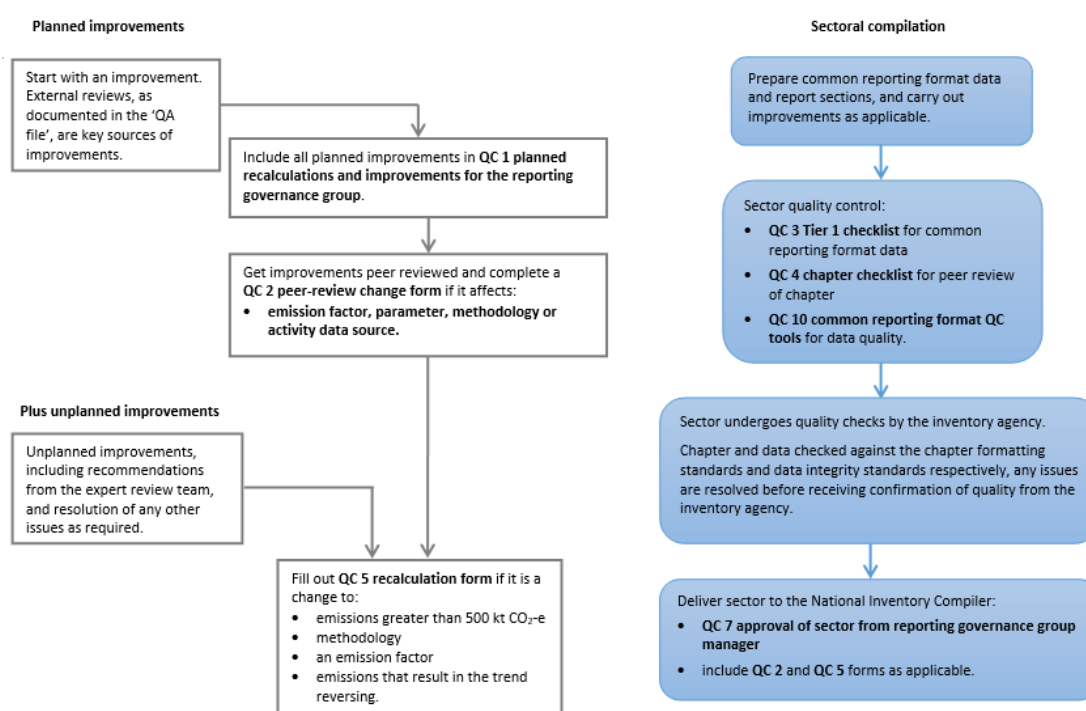 Planned improvements
Start with an improvement.
External reviews, as
documented in the ‘QA
file’, are key sources of
improvements.
Include all planned improvements in QC 1 planned
recalculations and improvements for the reporting
governance group.
Get improvements peer reviewed and complete a
QC 2 peer-review change form if it affects:
• emission factor, parameter, methodology or
activity data source.
Plus unplanned improvements
Unplanned improvements,
including recommendations
from the expert review team,
and resolution of any other
issues as required.
Fill out QC 5 recalculation form if it is a
change to:
• emissions greater than 500 kt CO₂-e
• methodology
• an emission factor
• emissions that result in the trend
reversing.
Sectoral compilation
Prepare common reporting format data
and report sections, and carry out
improvements as applicable.
Sector quality control:
• QC 3 Tier 1 checklist for common
reporting format data
• QC 4 chapter checklist for peer review
of chapter
• QC 10 common reporting format QC
tools for data quality.
Sector undergoes quality checks by the inventory agency.
Chapter and data checked against the chapter formatting
standards and data integrity standards respectively, any issues
are resolved before receiving confirmation of quality from the
inventory agency.
Deliver sector to the National Inventory Compiler:
• QC 7 approval of sector from reporting governance group
manager
• include QC 2 and QC 5 forms as applicable.